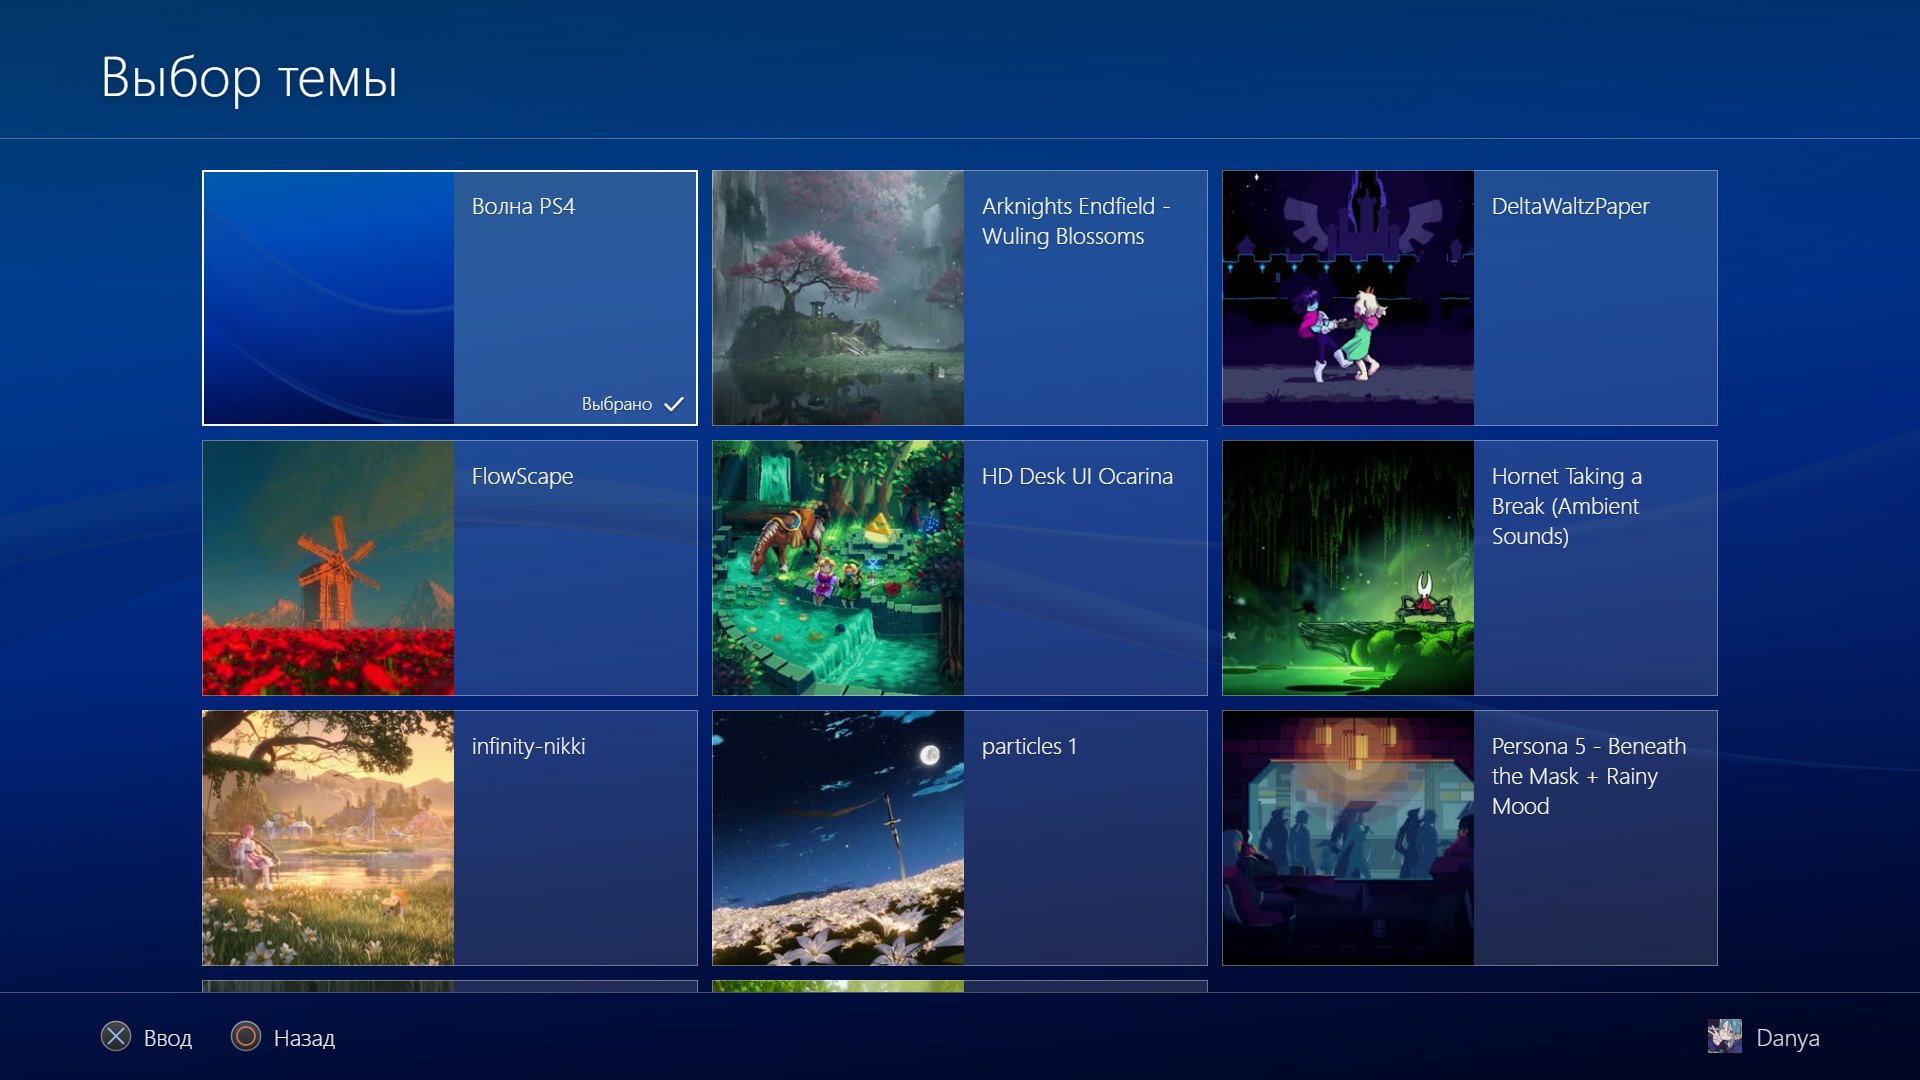 Выбор темы
Волна PS4
Выбрано
Arknights Endfield -
Wuling Blossoms
DeltaWaltzPaper
FlowScape
HD Desk UI Ocarina
Hornet Taking a
Break (Ambient
Sounds)
infinity-nikki
particles 1
Persona 5 - Beneath
the Mask + Rainy
Mood
Ввод
Назад
Danya